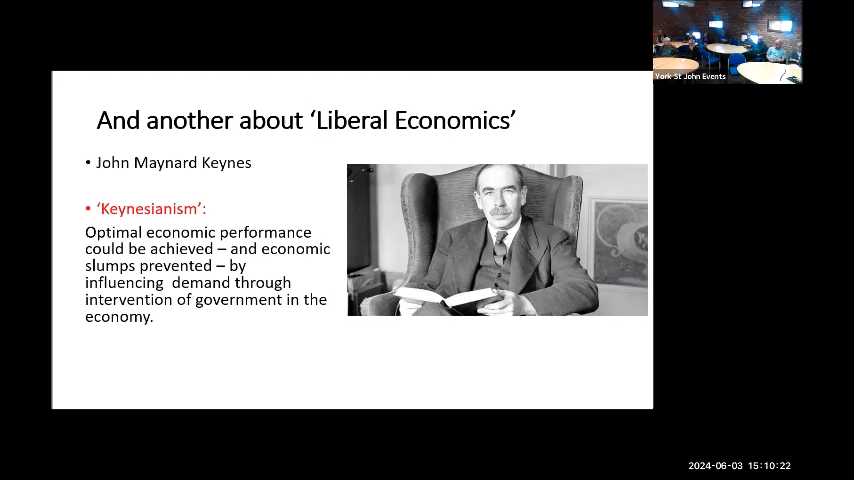 York St John Events
And another about ‘Liberal Economics’
• John Maynard Keynes
• ‘Keynesianism’:
Optimal economic performance
could be achieved – and economic
slumps prevented – by
influencing demand through
intervention of government in the
economy.
2024-06-03 15:10:22